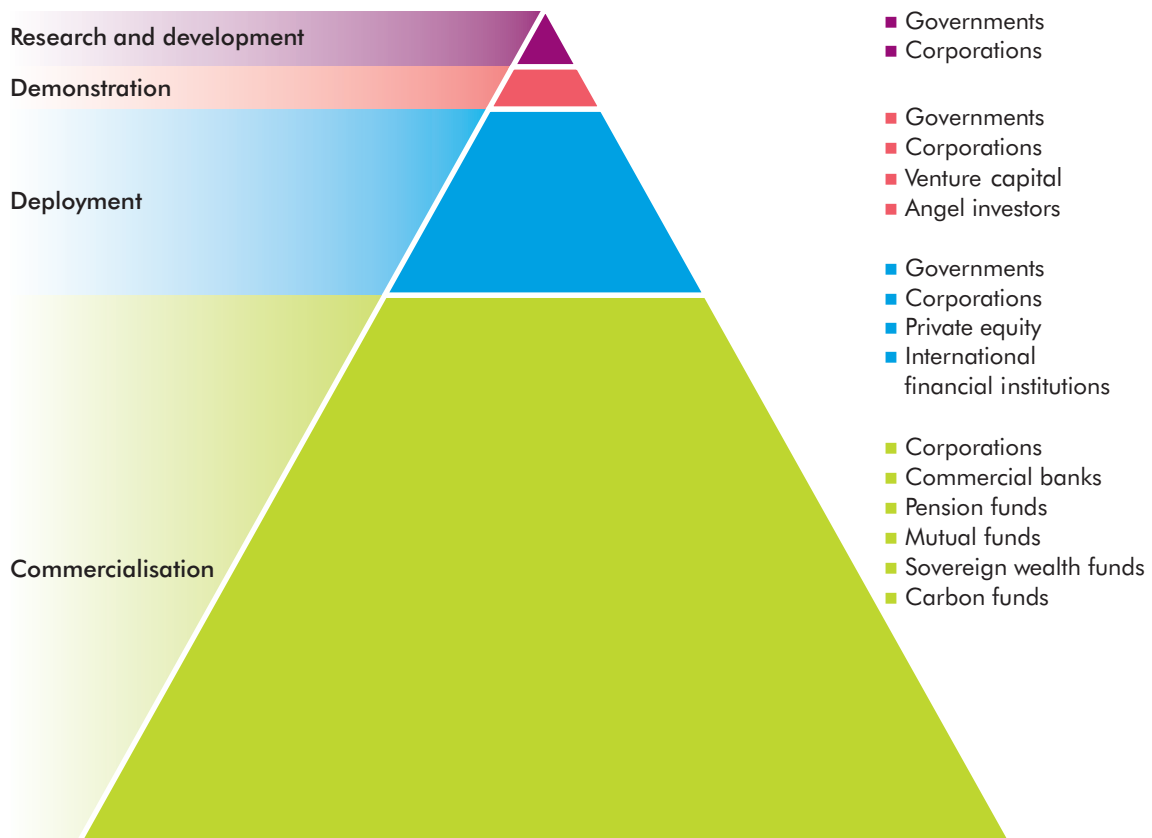 Research and development
Governments
Corporations
Demonstration
Governments
Corporations
Venture capital
Angel investors
Deployment
Governments
Corporations
Private equity
International
financial institutions
Commercialisation
Corporations
Commercial banks
Pension funds
Mutual funds
Sovereign wealth funds
Carbon funds